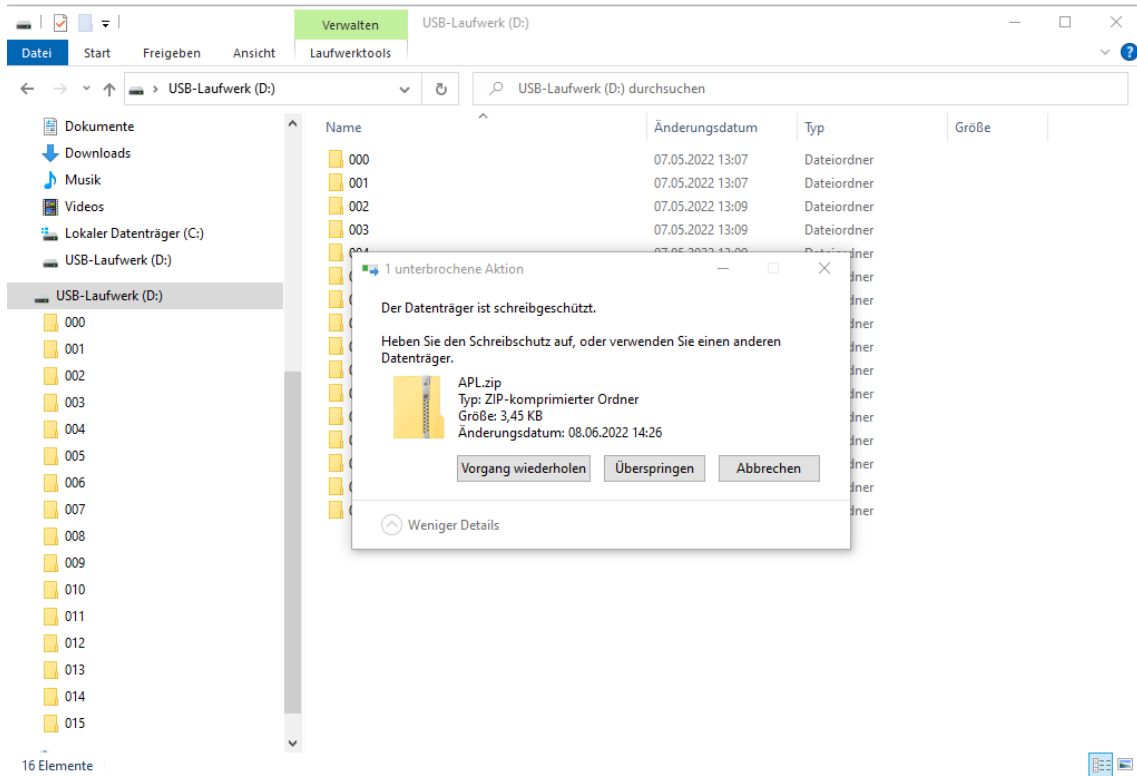 Verwalten
USB-Laufwerk (D:)
Datei Start Freigeben Ansicht Laufwerktools
USB-Laufwerk (D:)
USB-Laufwerk (D:) durchsuchen
Dokumente
Downloads
Musik
Videos
Lokaler Datenträger (C:)
USB-Laufwerk (D:)
USB-Laufwerk (D:)
000
001
002
003
004
005
006
007
008
009
010
011
012
013
014
015
Name Änderungsdatum Typ Größe
000 07.05.2022 13:07 Dateiordner
001 07.05.2022 13:07 Dateiordner
002 07.05.2022 13:09 Dateiordner
003 07.05.2022 13:09 Dateiordner
1 unterbrochene Aktion
Der Datenträger ist schreibgeschützt.
Heben Sie den Schreibschutz auf, oder verwenden Sie einen anderen
Datenträger.
APL.zip
Typ: ZIP-komprimierter Ordner
Größe: 3,45 KB
Änderungsdatum: 08.06.2022 14:26
Vorgang wiederholen Überspringen Abbrechen
Weniger Details
16 Elemente